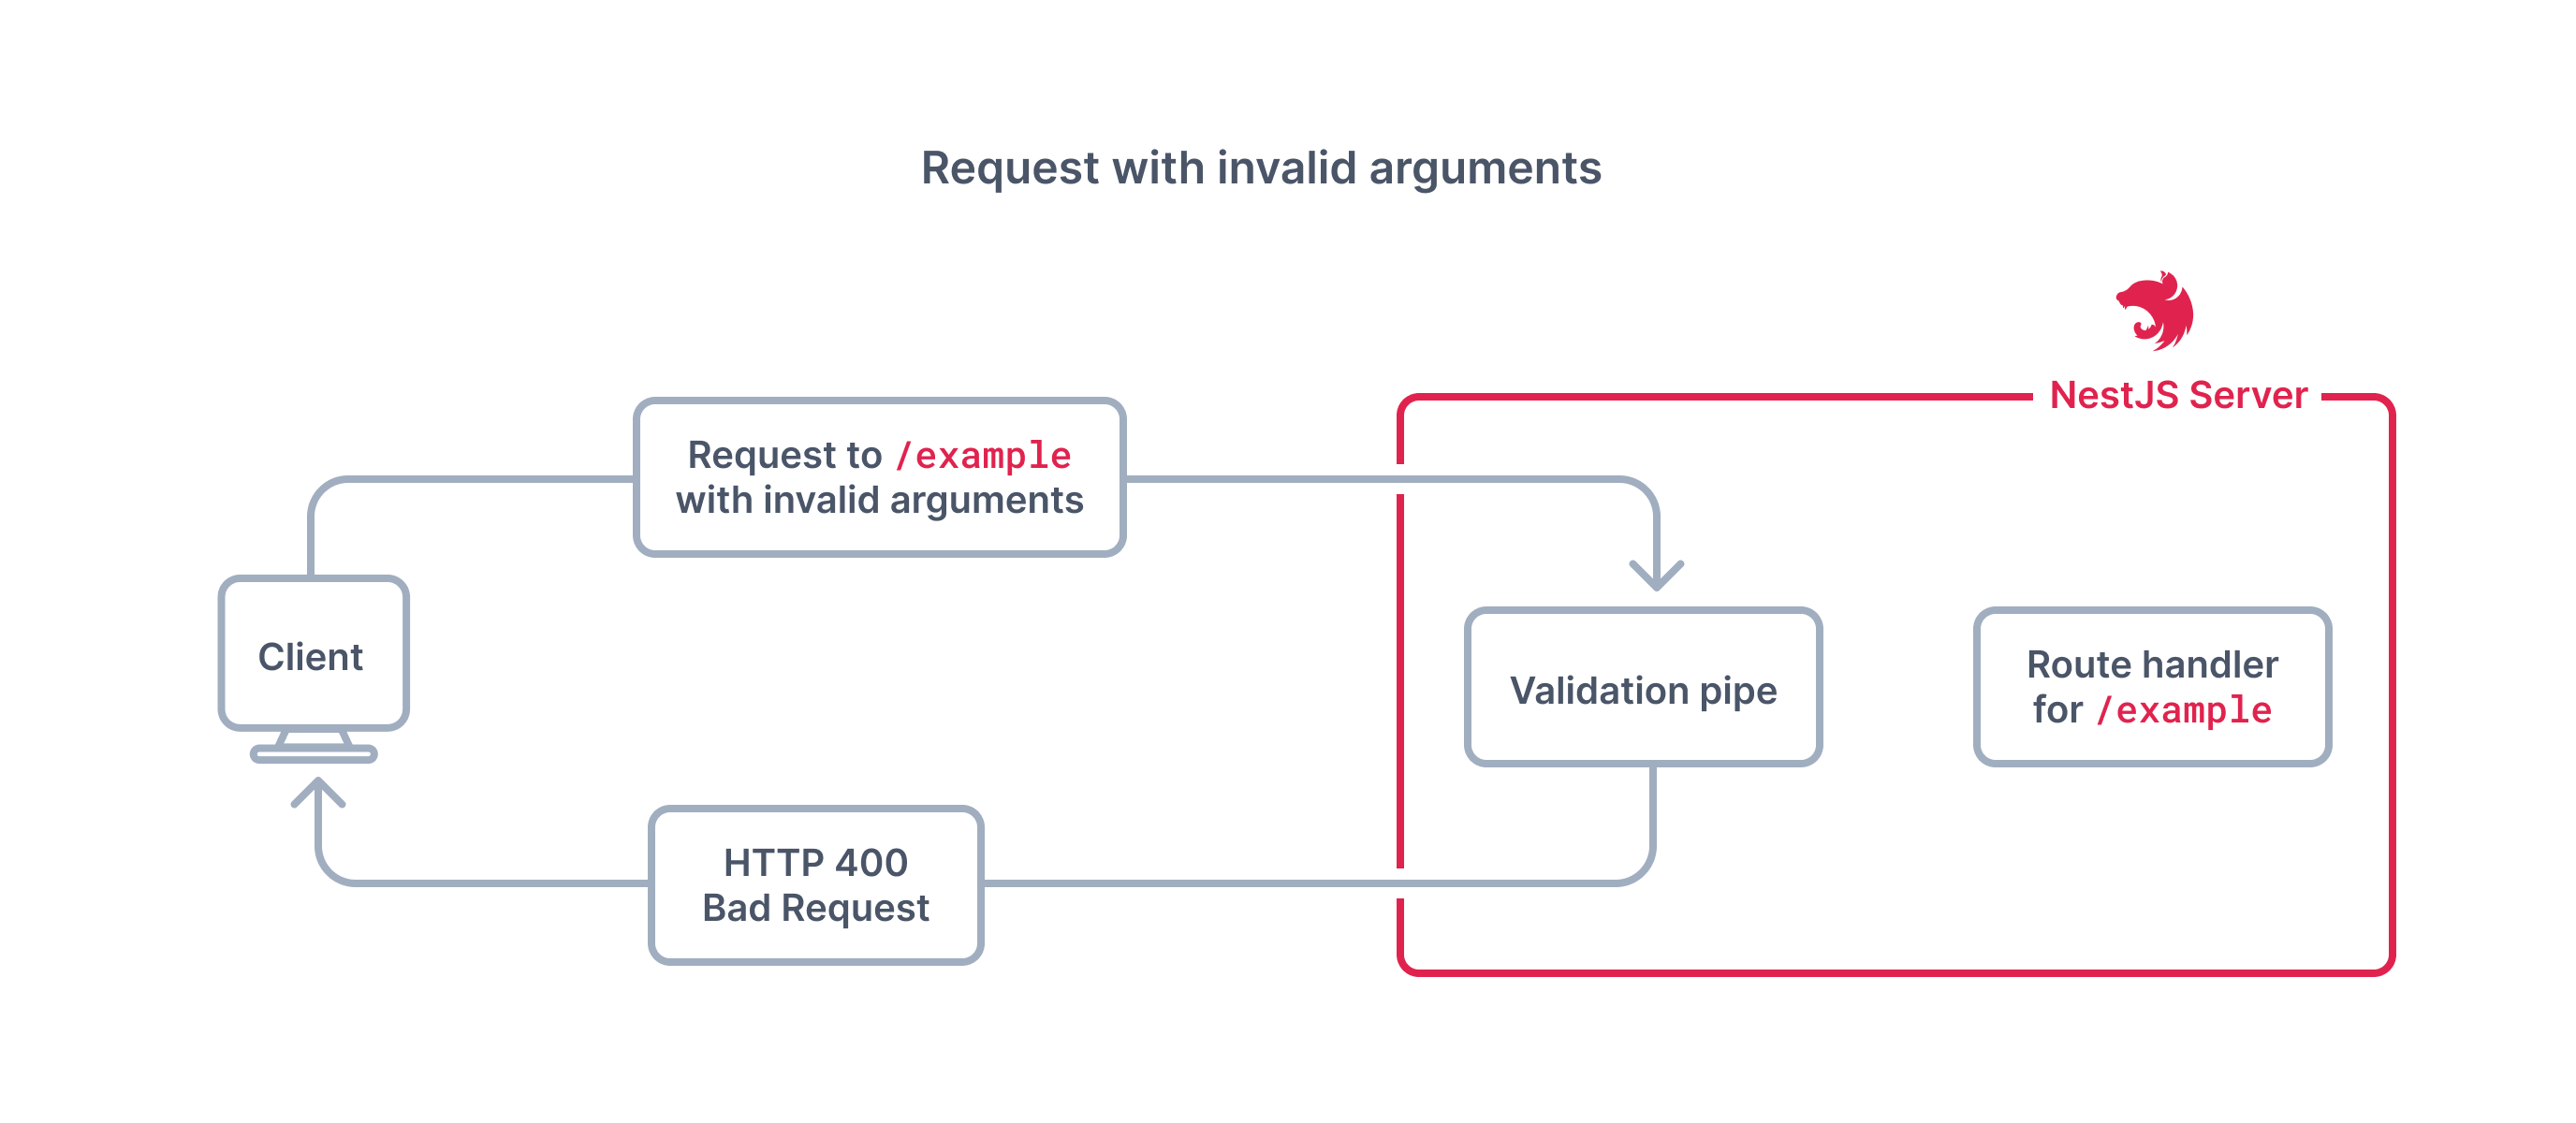 Request with invalid arguments
NestJS Server
Request to /example
with invalid arguments
Client
Validation pipe
Route handler
for /example
HTTP 400
Bad Request